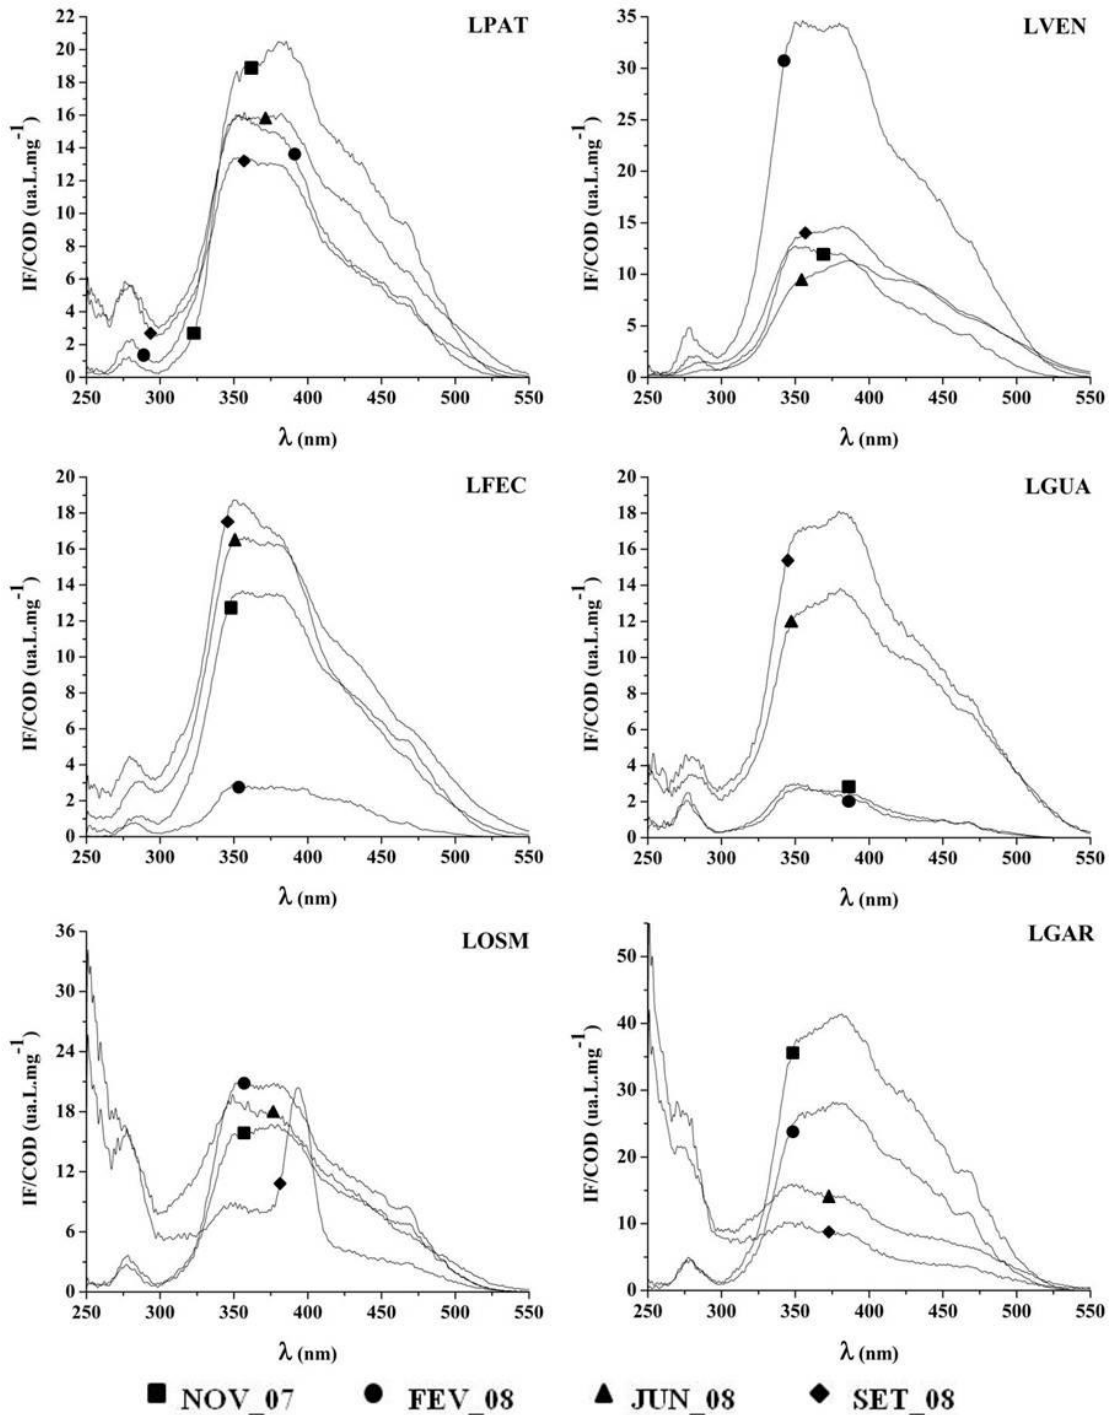 LPAT
IF/COD (ua.L.mg⁻¹)
22
20
18
16
14
12
10
8
6
4
2
0
250 300 350 400 450 500 550
λ (nm)
LVEN
IF/COD (ua.L.mg⁻¹)
35
30
25
20
15
10
5
0
250 300 350 400 450 500 550
λ (nm)
LFEC
IF/COD (ua.L.mg⁻¹)
20
18
16
14
12
10
8
6
4
2
0
250 300 350 400 450 500 550
λ (nm)
LGUA
IF/COD (ua.L.mg⁻¹)
20
18
16
14
12
10
8
6
4
2
0
250 300 350 400 450 500 550
λ (nm)
LOSM
IF/COD (ua.L.mg⁻¹)
36
30
24
18
12
6
0
250 300 350 400 450 500 550
λ (nm)
LGAR
IF/COD (ua.L.mg⁻¹)
50
40
30
20
10
0
250 300 350 400 450 500 550
λ (nm)
NOV_07 FEV_08 JUN_08 SET_08